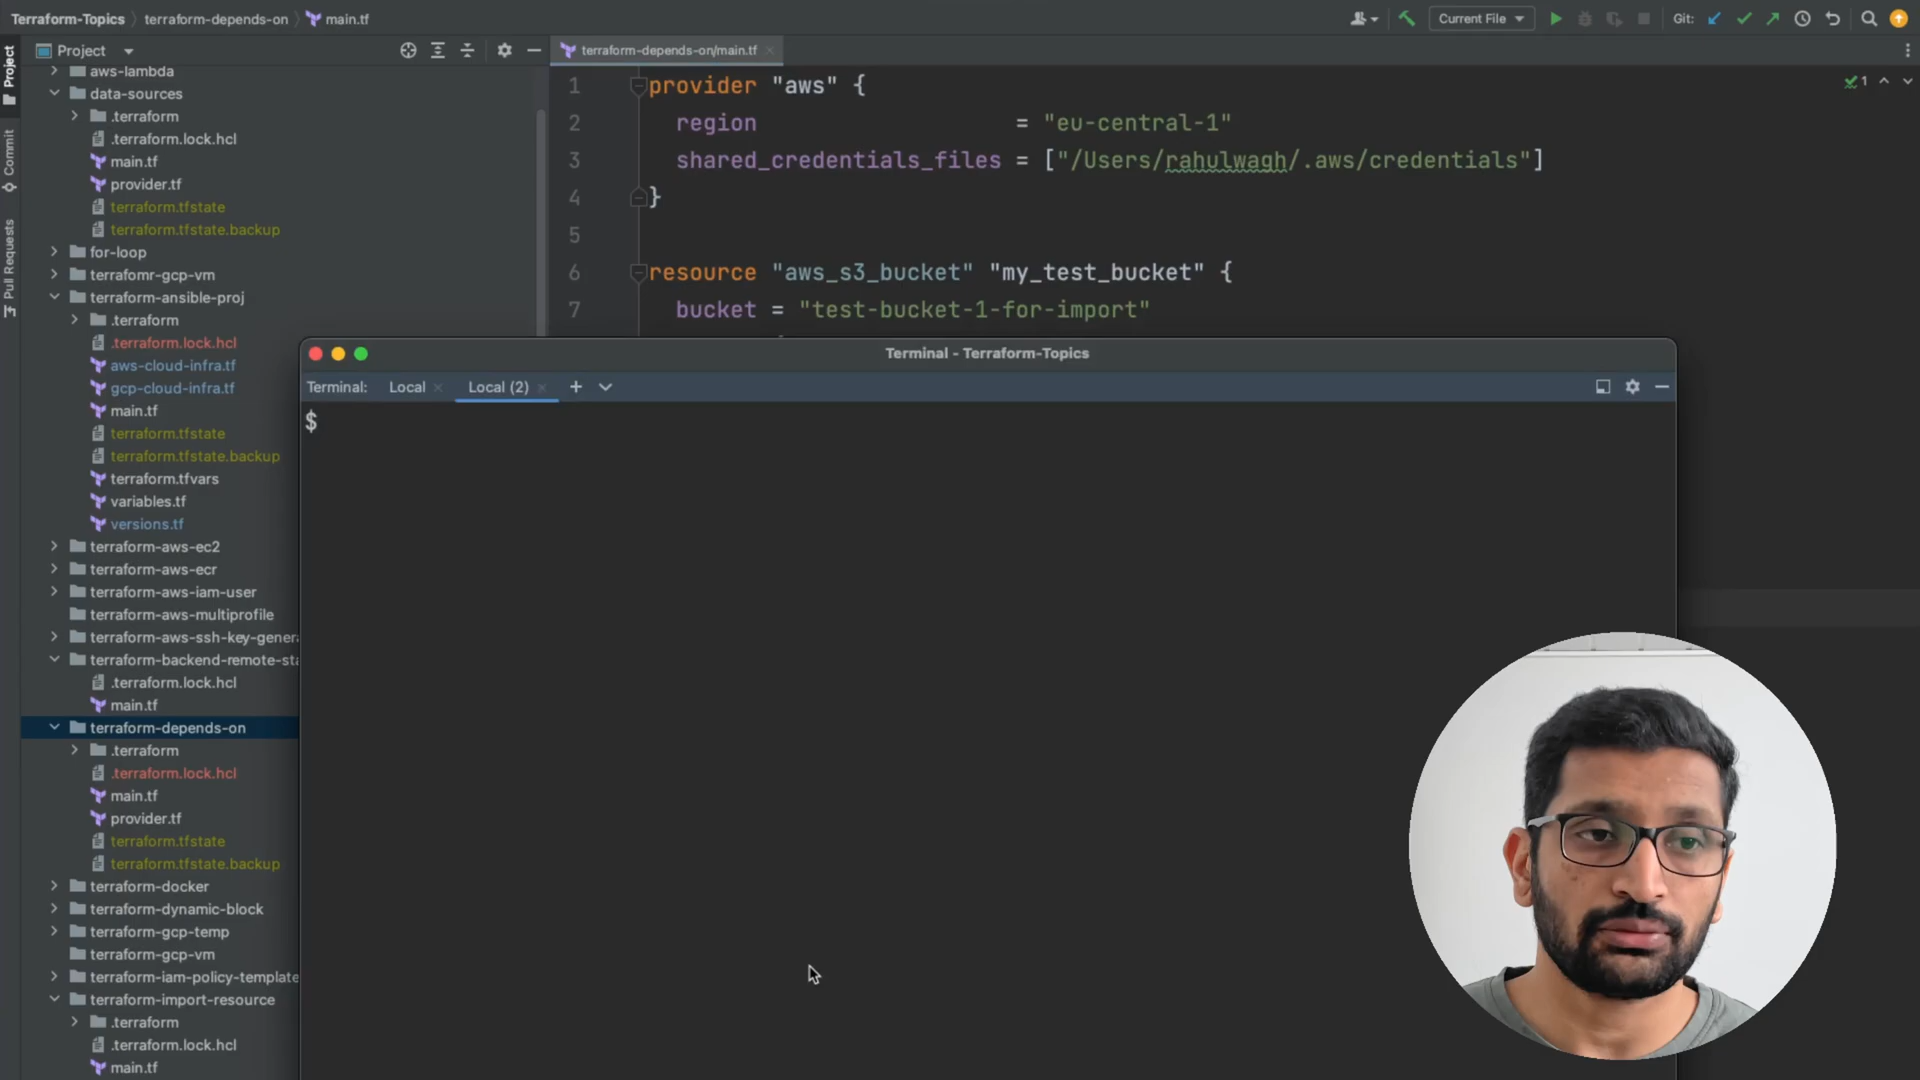 Terraform-Topics terraform-depends-on main.tf
Current File
Git:
Project
Commit
Pull Requests
Project
aws-lambda
data-sources
.terraform
.terraform.lock.hcl
main.tf
provider.tf
terraform.tfstate
terraform.tfstate.backup
for-loop
terrafomr-gcp-vm
terraform-ansible-proj
.terraform
.terraform.lock.hcl
aws-cloud-infra.tf
gcp-cloud-infra.tf
main.tf
terraform.tfstate
terraform.tfstate.backup
terraform.tfvars
variables.tf
versions.tf
terraform-aws-ec2
terraform-aws-ecr
terraform-aws-iam-user
terraform-aws-multiprofile
terraform-aws-ssh-key-genera
terraform-backend-remote-sta
.terraform.lock.hcl
main.tf
terraform-depends-on
.terraform
.terraform.lock.hcl
main.tf
provider.tf
terraform.tfstate
terraform.tfstate.backup
terraform-docker
terraform-dynamic-block
terraform-gcp-temp
terraform-gcp-vm
terraform-iam-policy-template
terraform-import-resource
.terraform
.terraform.lock.hcl
main.tf
terraform-depends-on/main.tf
1 provider "aws" {
2 region = "eu-central-1"
3 shared_credentials_files = ["/Users/rahulwagh/.aws/credentials"]
4 }
5
6 resource "aws_s3_bucket" "my_test_bucket" {
7 bucket = "test-bucket-1-for-import"
1
Terminal - Terraform-Topics
Terminal: Local Local (2)
$